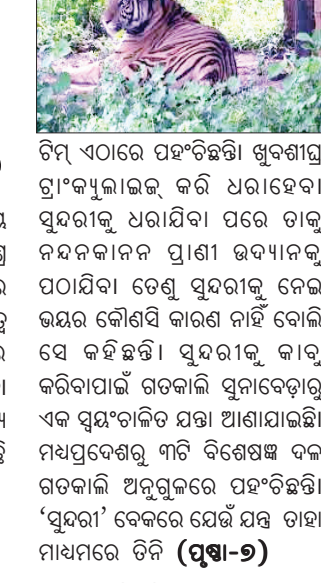 ଟିମ୍ ଏଠାରେ ପହଂଚିଛନ୍ତି। ଖୁବଶୀଘ୍ର
ଟ୍ରାଂକ୍ୟୁଲାଇଜ୍ କରି ଧରାହେବ।
ସୁନ୍ଦରୀକୁ ଧରାଯିବା ପରେ ତାକୁ
ନନ୍ଦନକାନନ ପ୍ରାଣୀ ଉଦ୍ୟାନକୁ
ପଠାଯିବ। ତେଣୁ ସୁନ୍ଦରୀକୁ ନେଇ
ଭୟର କୌଣସି କାରଣ ନାହିଁ ବୋଲି
ସେ କହିଛନ୍ତି। ସୁନ୍ଦରୀକୁ କାବୁ
କରିବାପାଇଁ ଗତକାଲି ସୁନାବେଡ଼ାରୁ
ଏକ ସ୍ୱୟଂଚାଳିତ ଯନ୍ତା ଆଣାଯାଇଛି।
ମଧ୍ୟପ୍ରଦେଶରୁ ୩ଟି ବିଶେଷଜ୍ଞ ଦଳ
ଗତକାଲି ଅନୁଗୁଳରେ ପହଂଚିଛନ୍ତି।
‘ସୁନ୍ଦରୀ’ ବେକରେ ଯେଉଁ ଯନ୍ତ୍ର ତାହା
ମାଧ୍ୟମରେ ତିନି (ପୃଷ୍ଠା-୭)